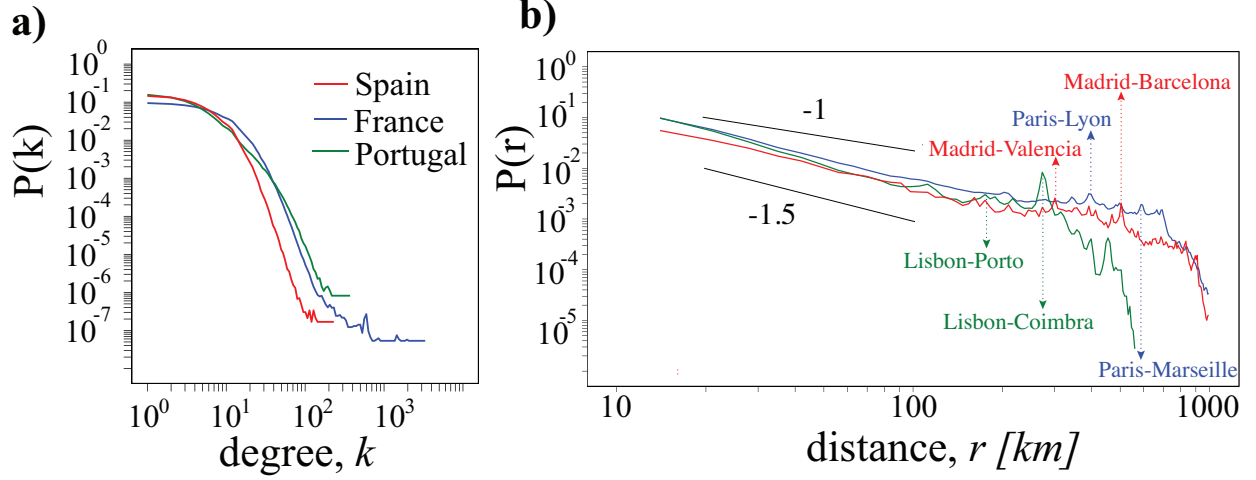 a)
P(k)
10^0
10^-1
10^-2
10^-3
10^-4
10^-5
10^-6
10^-7
Spain
France
Portugal
10^0
10^1
10^2
10^3
degree, k
b)
P(r)
10^0
10^-1
10^-2
10^-3
10^-4
10^-5
-1
-1.5
Madrid-Barcelona
Paris-Lyon
Madrid-Valencia
Lisbon-Porto
Lisbon-Coimbra
Paris-Marseille
10
100
1000
distance, r [km]